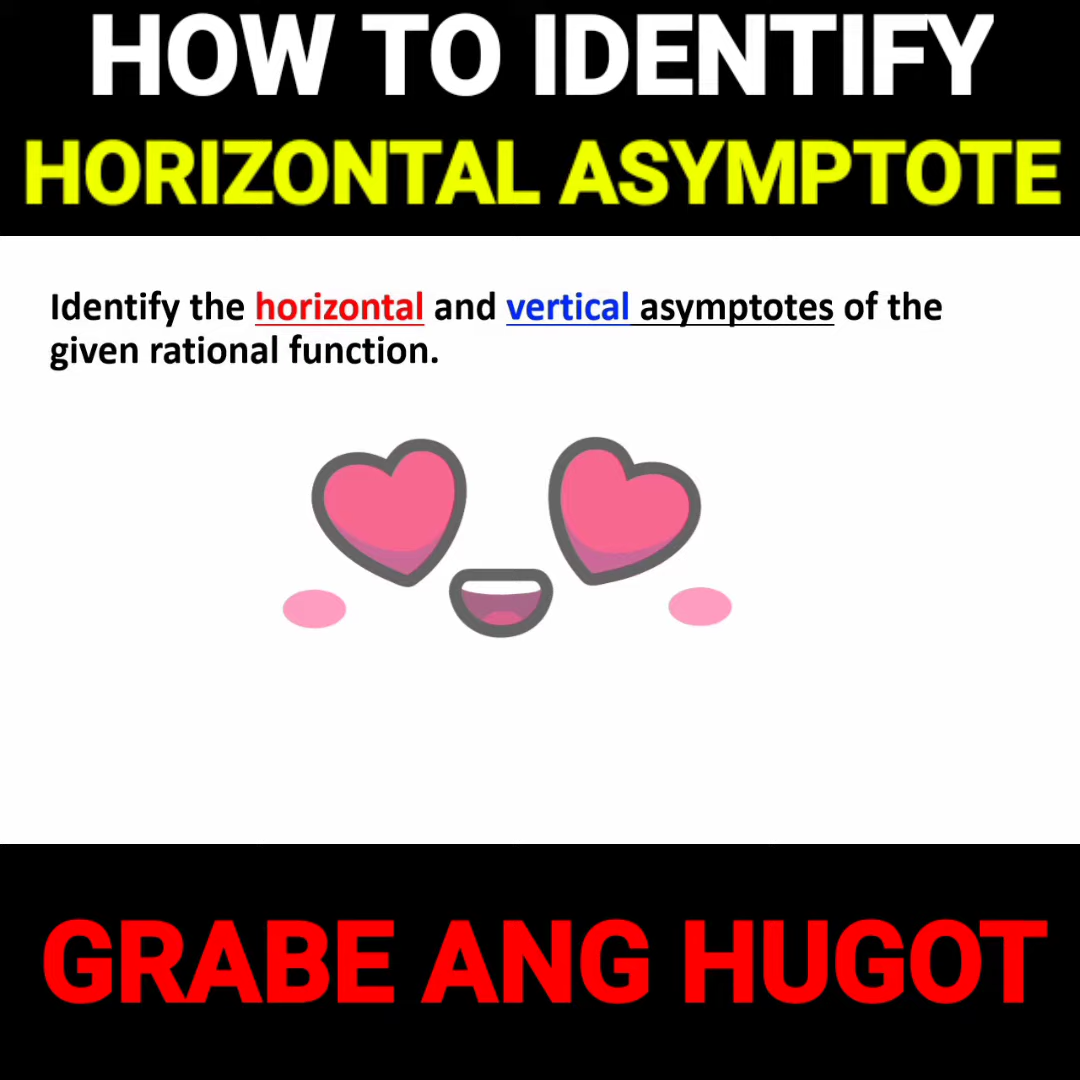 HOW TO IDENTIFY
HORIZONTAL ASYMPTOTE
Identify the horizontal and vertical asymptotes of the
given rational function.
GRABE ANG HUGOT